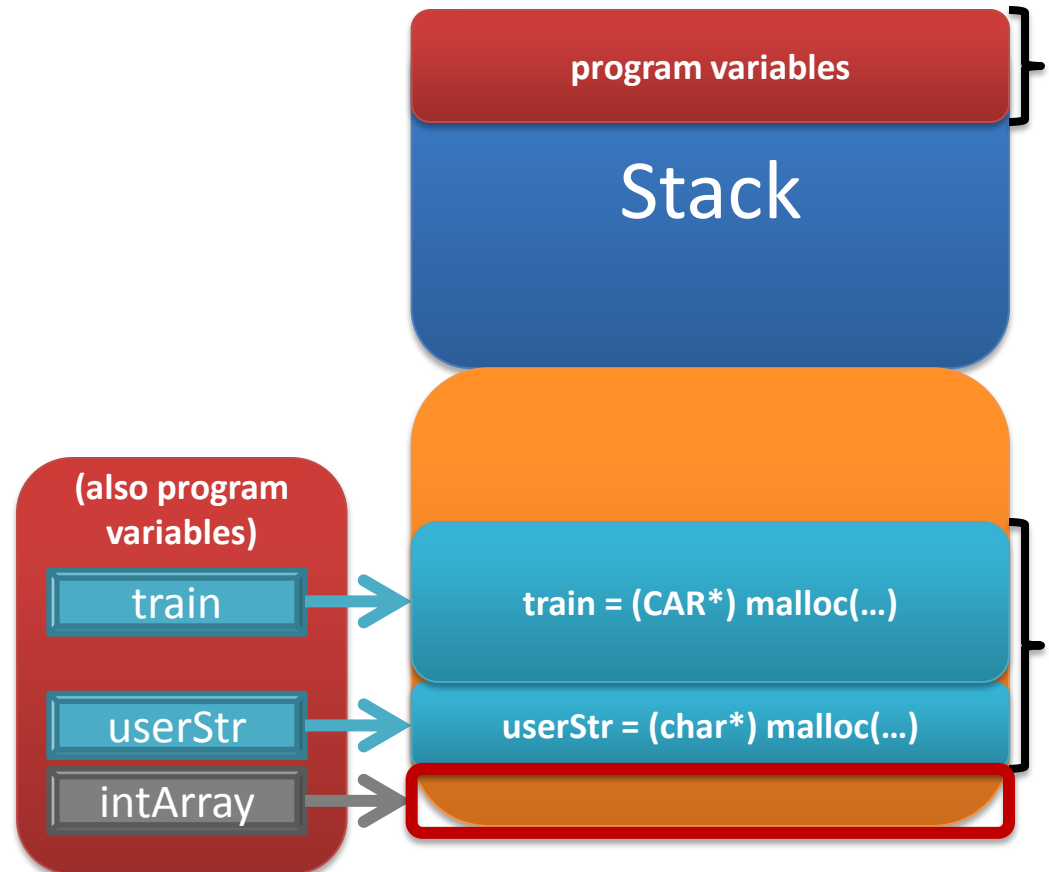 program variables
Stack
(also program
variables)
train
train = (CAR*) malloc(…)
userStr
userStr = (char*) malloc(…)
intArray